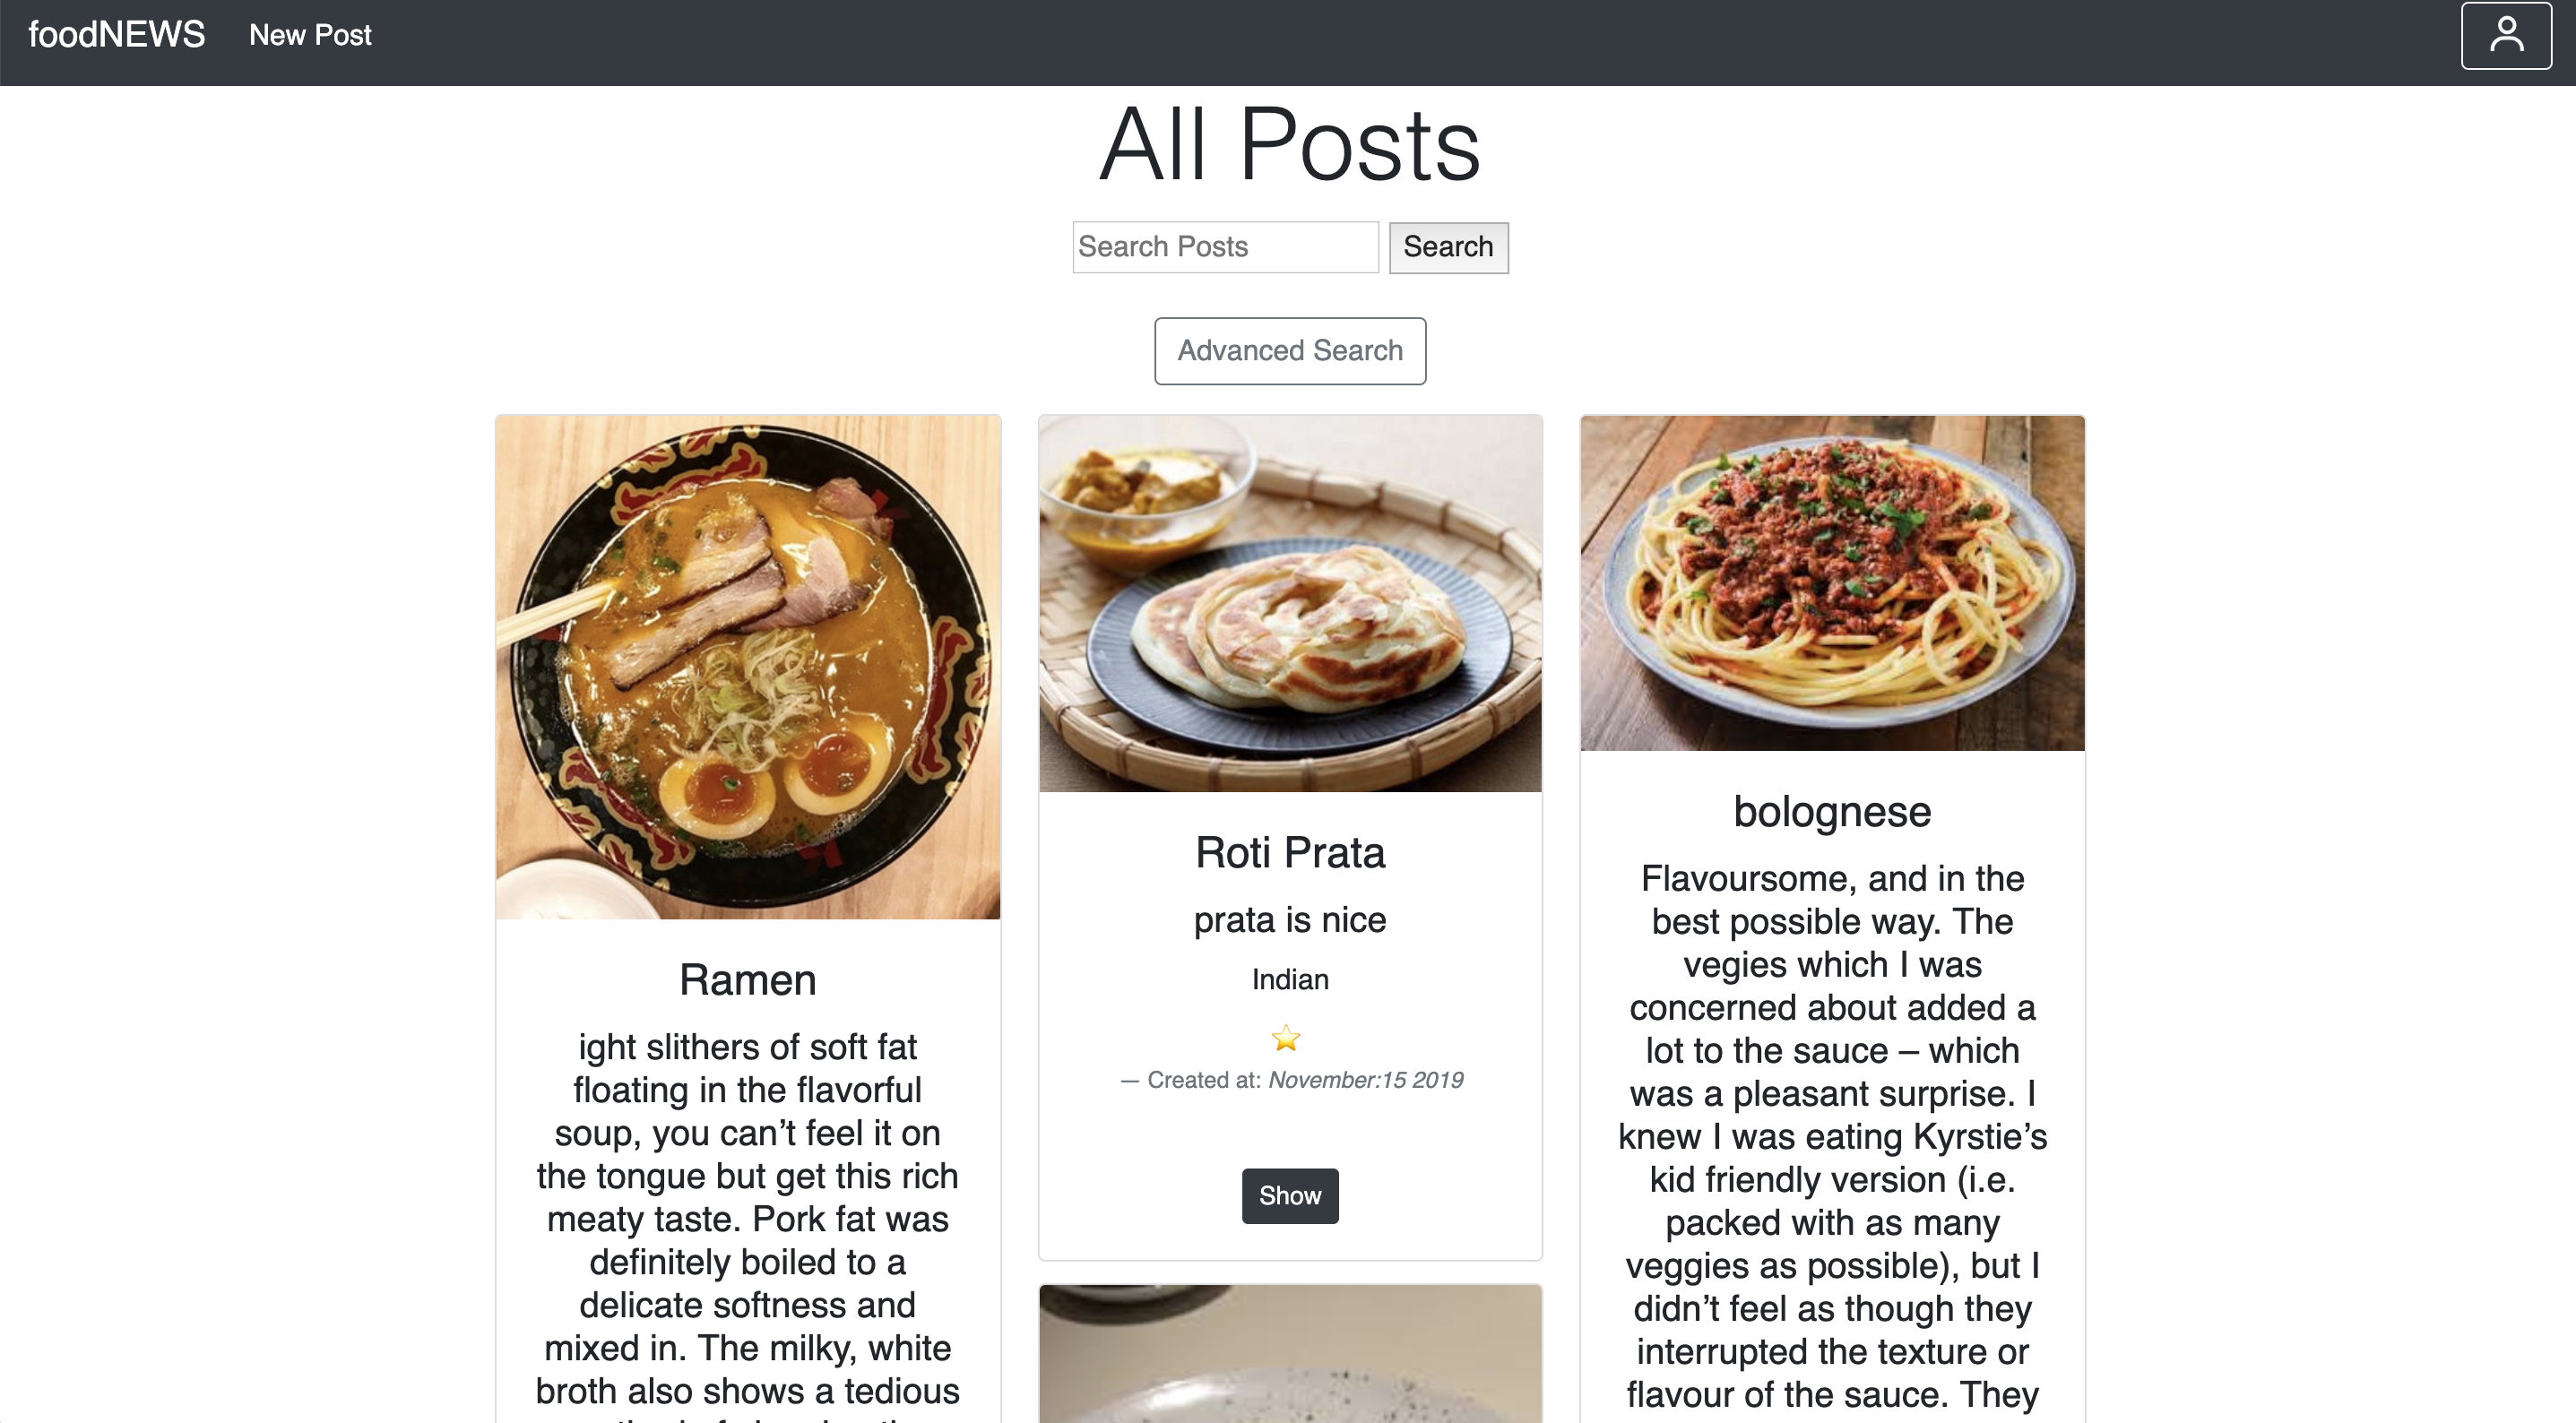 foodNEWS New Post
All Posts
Search Posts Search
Advanced Search
Ramen
ight slithers of soft fat
floating in the flavorful
soup, you can’t feel it on
the tongue but get this rich
meaty taste. Pork fat was
definitely boiled to a
delicate softness and
mixed in. The milky, white
broth also shows a tedious
Roti Prata
prata is nice
Indian
— Created at: November:15 2019
Show
bolognese
Flavoursome, and in the
best possible way. The
vegies which I was
concerned about added a
lot to the sauce – which
was a pleasant surprise. I
knew I was eating Kyrstie’s
kid friendly version (i.e.
packed with as many
veggies as possible), but I
didn’t feel as though they
interrupted the texture or
flavour of the sauce. They